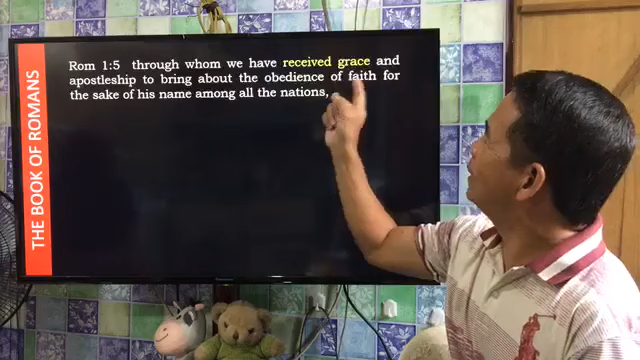 THE BOOK OF ROMANS
Rom 1:5 through whom we have received grace and
apostleship to bring about the obedience of faith for
the sake of his name among all the nations,